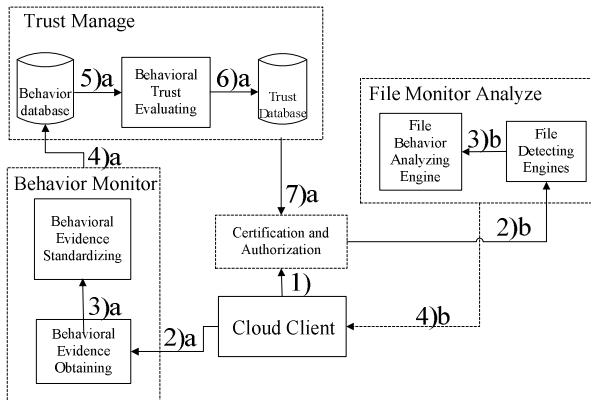 Trust Manage
Behavior
database
5)a
Behavioral
Trust
Evaluating
6)a
Trust
Database
File Monitor Analyze
File
Behavior
Analyzing
Engine
3)b
File
Detecting
Engines
4)a
Behavior Monitor
Behavioral
Evidence
Standardizing
7)a
Certification and
Authorization
2)b
1)
3)a
Cloud Client
4)b
Behavioral
Evidence
Obtaining
2)a